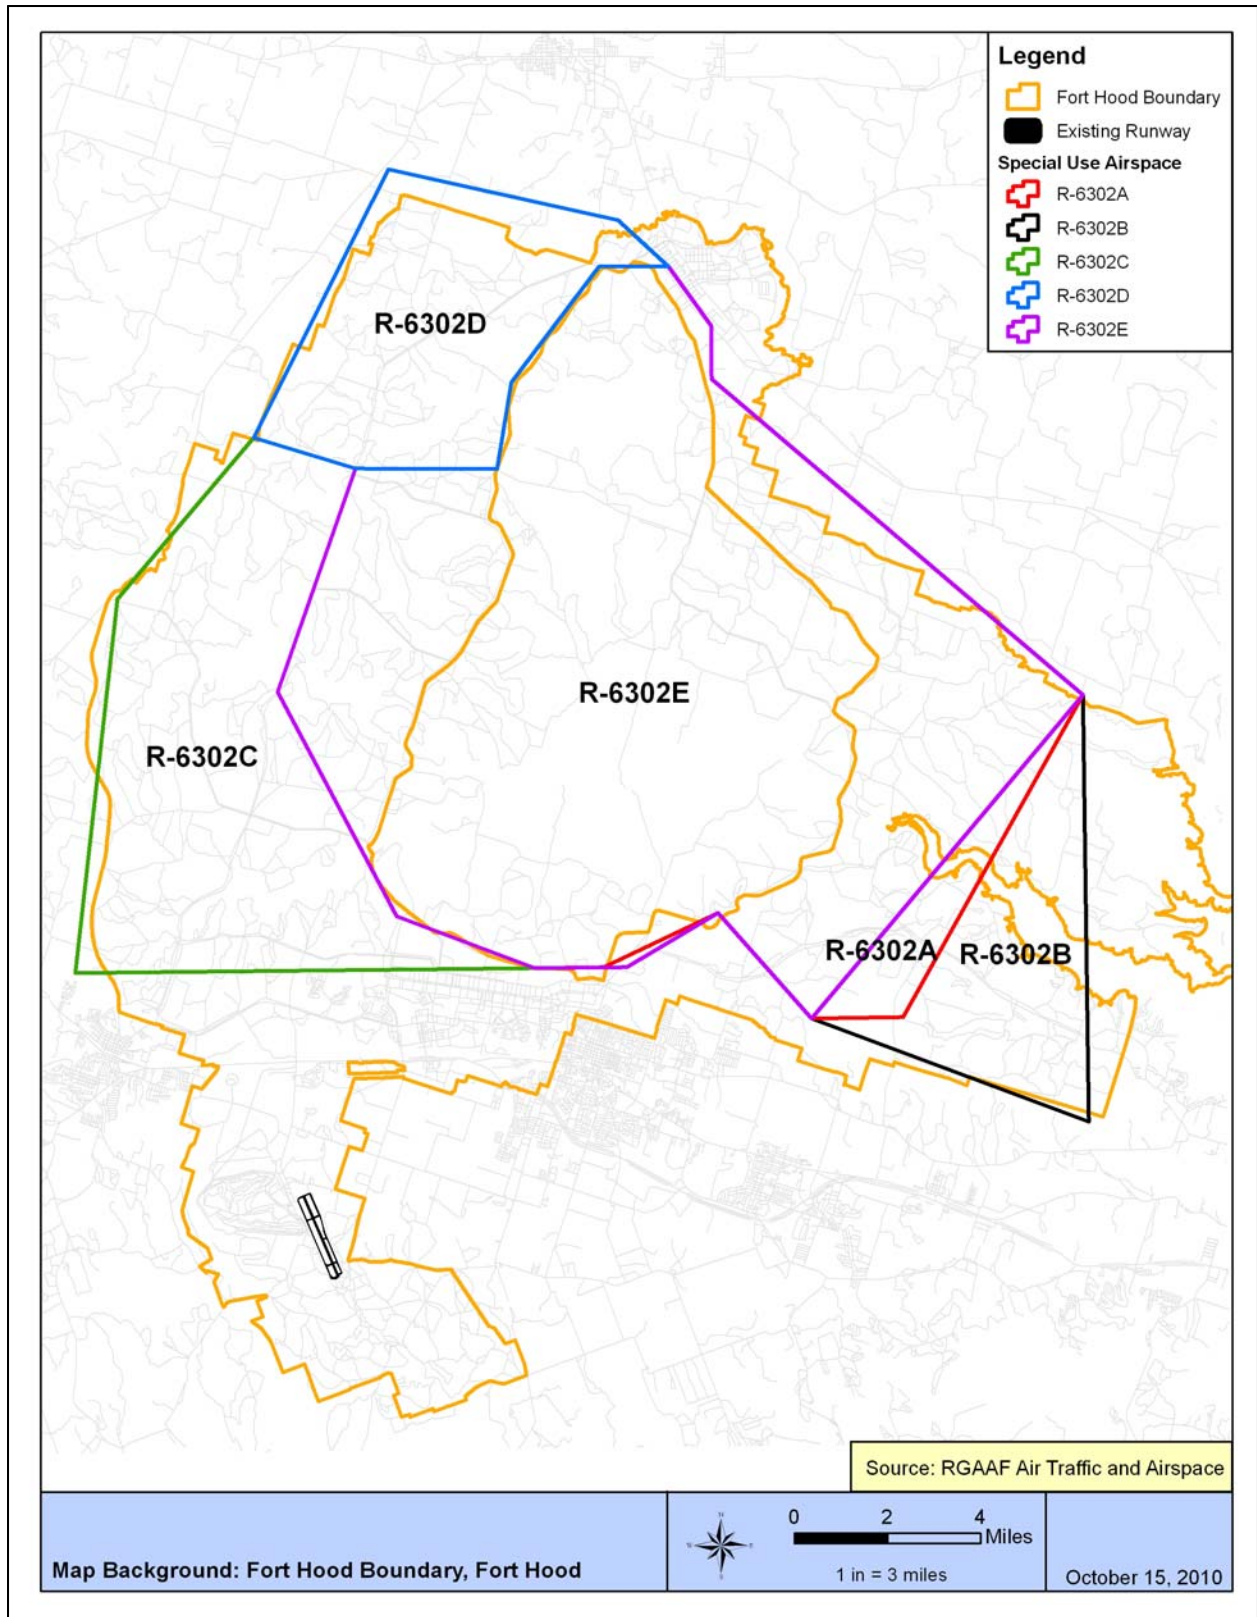 Legend
Fort Hood Boundary
Existing Runway
Special Use Airspace
R-6302A
R-6302B
R-6302C
R-6302D
R-6302E
R-6302D
R-6302E
R-6302C
R-6302A
R-6302B
Source: RGAAF Air Traffic and Airspace
Map Background: Fort Hood Boundary, Fort Hood
N
W
E
S
0 2 4
Miles
1 in = 3 miles
October 15, 2010